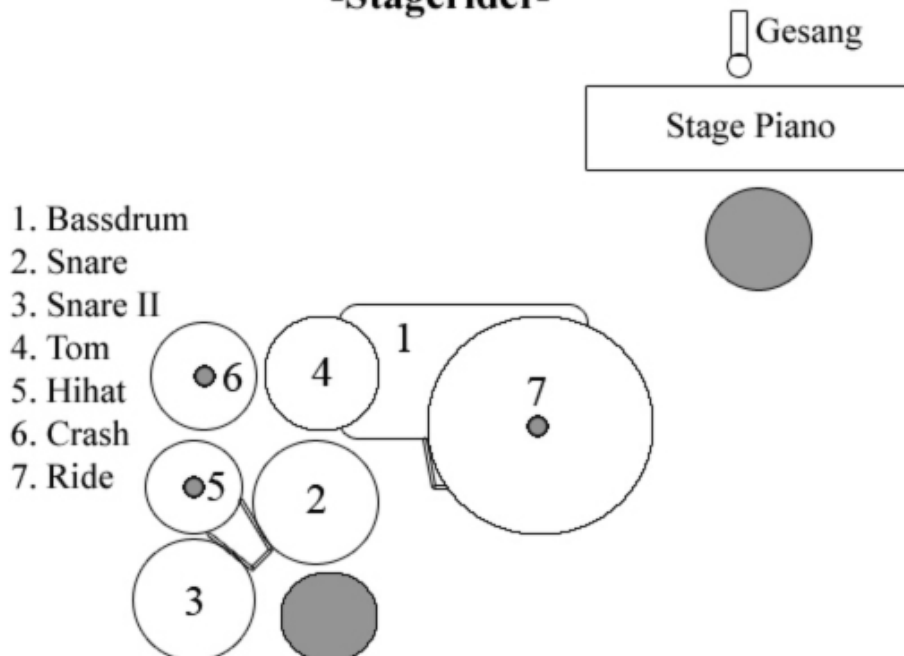 -Stagerider-
Gesang
Stage Piano
1. Bassdrum
2. Snare
3. Snare II
4. Tom
5. Hihat
6. Crash
7. Ride
1
4
6
7
5
2
3